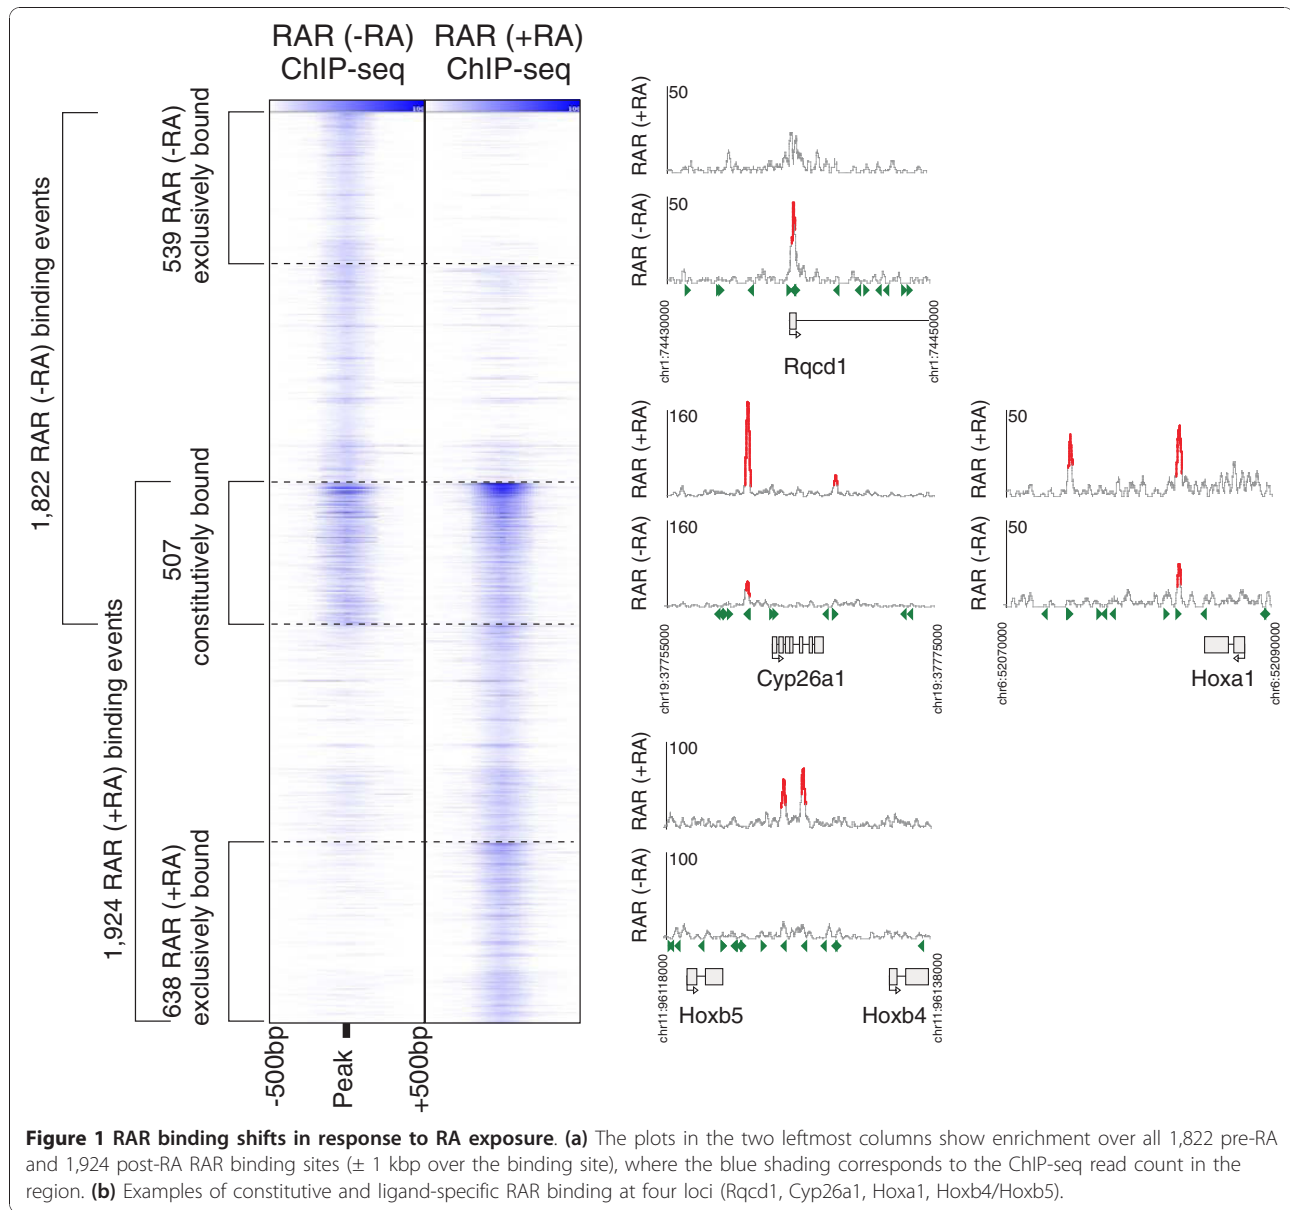 RAR (-RA)
ChIP-seq
RAR (+RA)
ChIP-seq
1,822 RAR (-RA) binding events
539 RAR (-RA)
exclusively bound
507
constitutively bound
1,924 RAR (+RA) binding events
638 RAR (+RA)
exclusively bound
-500bp
Peak
+500bp
RAR (+RA)
50
RAR (-RA)
50
chr1:74430000
chr1:74450000
Rqcd1
RAR (+RA)
160
RAR (-RA)
160
chr19:37755000
chr19:37775000
Cyp26a1
RAR (+RA)
50
RAR (-RA)
50
chr6:52070000
chr6:52090000
Hoxa1
RAR (+RA)
100
RAR (-RA)
100
chr11:96118000
chr11:96138000
Hoxb5
Hoxb4
Figure 1 RAR binding shifts in response to RA exposure. (a) The plots in the two leftmost columns show enrichment over all 1,822 pre-RA
and 1,924 post-RA RAR binding sites (± 1 kbp over the binding site), where the blue shading corresponds to the ChIP-seq read count in the
region. (b) Examples of constitutive and ligand-specific RAR binding at four loci (Rqcd1, Cyp26a1, Hoxa1, Hoxb4/Hoxb5).